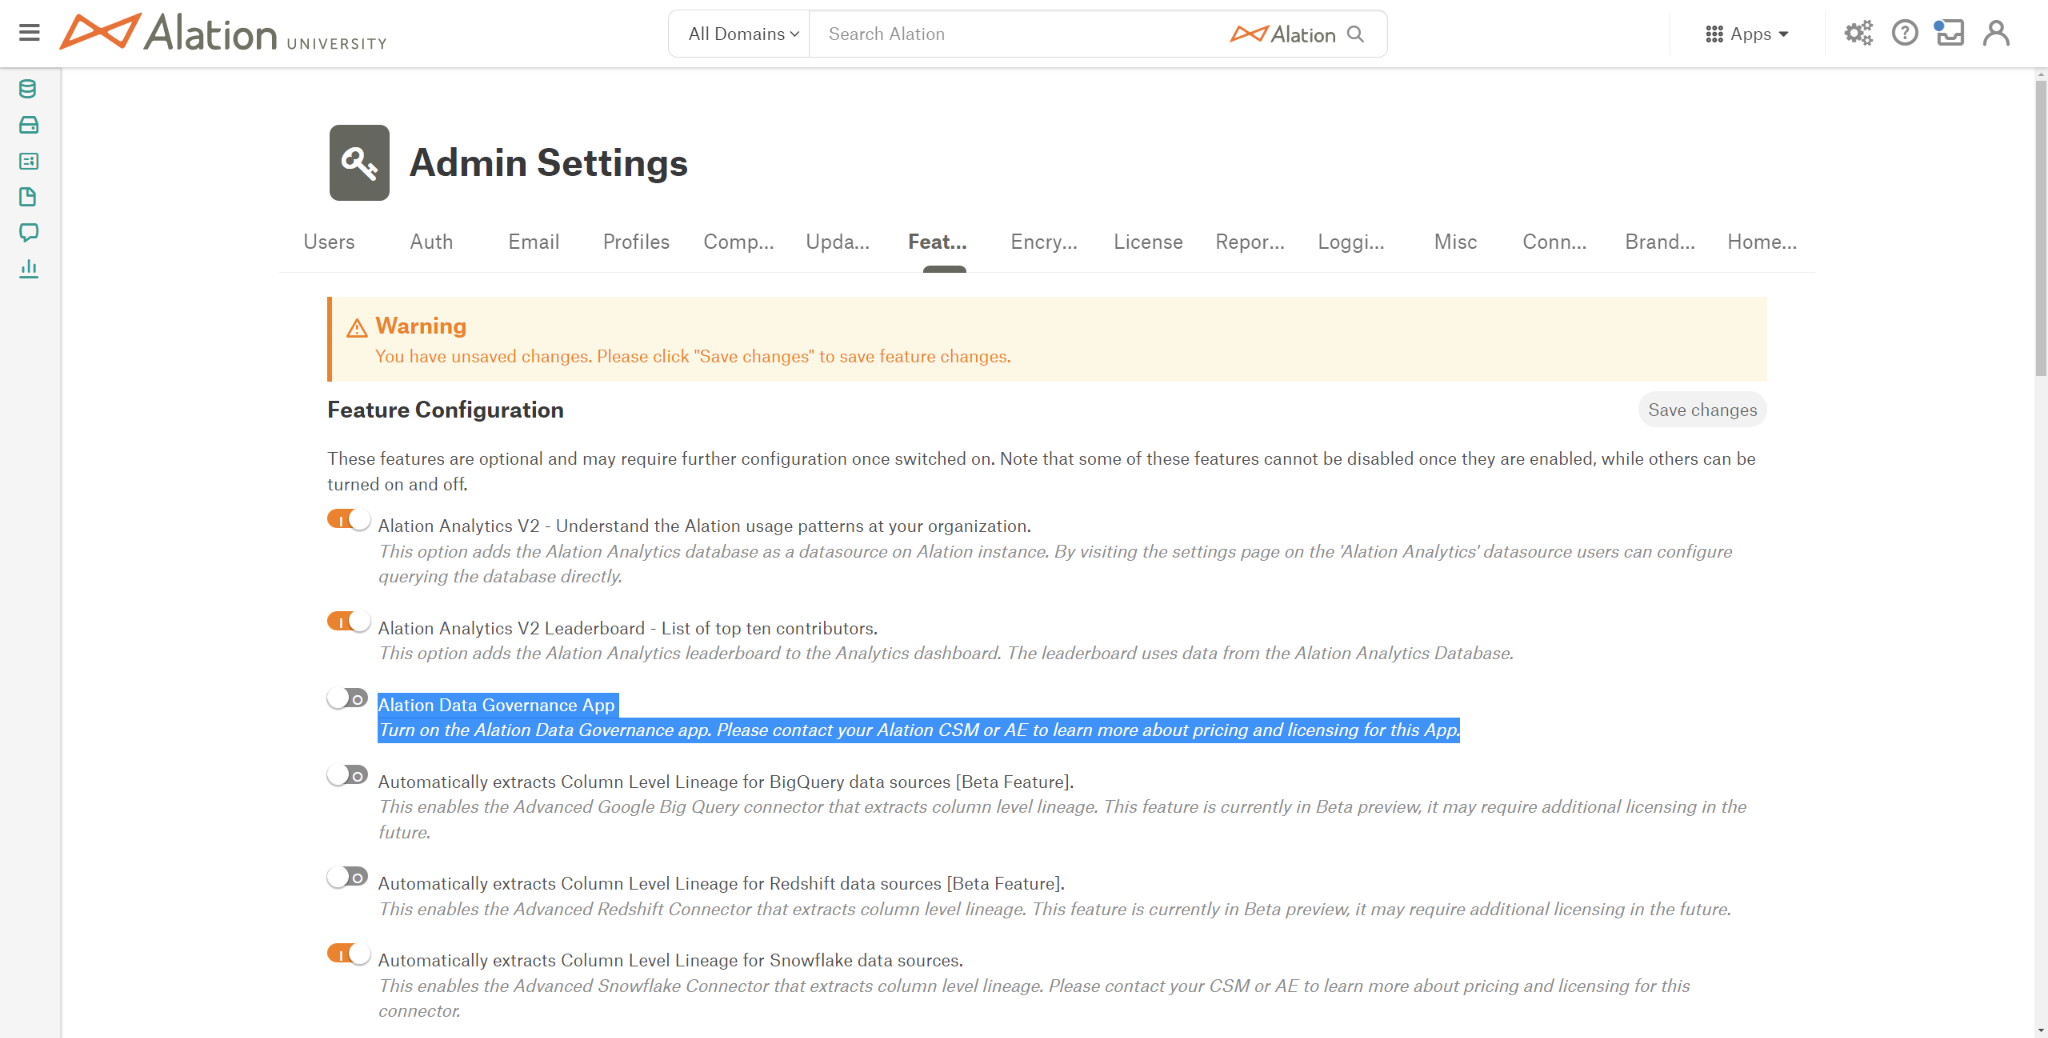 Alation UNIVERSITY
All Domains
Search Alation
Alation
Apps
Admin Settings
Users Auth Email Profiles Comp... Upda... Feat... Encry... License Repor... Loggi... Misc Conn... Brand... Home...
Warning
You have unsaved changes. Please click "Save changes" to save feature changes.
Feature Configuration
Save changes
These features are optional and may require further configuration once switched on. Note that some of these features cannot be disabled once they are enabled, while others can be
turned on and off.
Alation Analytics V2 - Understand the Alation usage patterns at your organization.
This option adds the Alation Analytics database as a datasource on Alation instance. By visiting the settings page on the 'Alation Analytics' datasource users can configure
querying the database directly.
Alation Analytics V2 Leaderboard - List of top ten contributors.
This option adds the Alation Analytics leaderboard to the Analytics dashboard. The leaderboard uses data from the Alation Analytics Database.
Alation Data Governance App
Turn on the Alation Data Governance app. Please contact your Alation CSM or AE to learn more about pricing and licensing for this App.
Automatically extracts Column Level Lineage for BigQuery data sources [Beta Feature].
This enables the Advanced Google Big Query connector that extracts column level lineage. This feature is currently in Beta preview, it may require additional licensing in the
future.
Automatically extracts Column Level Lineage for Redshift data sources [Beta Feature].
This enables the Advanced Redshift Connector that extracts column level lineage. This feature is currently in Beta preview, it may require additional licensing in the future.
Automatically extracts Column Level Lineage for Snowflake data sources.
This enables the Advanced Snowflake Connector that extracts column level lineage. Please contact your CSM or AE to learn more about pricing and licensing for this
connector.